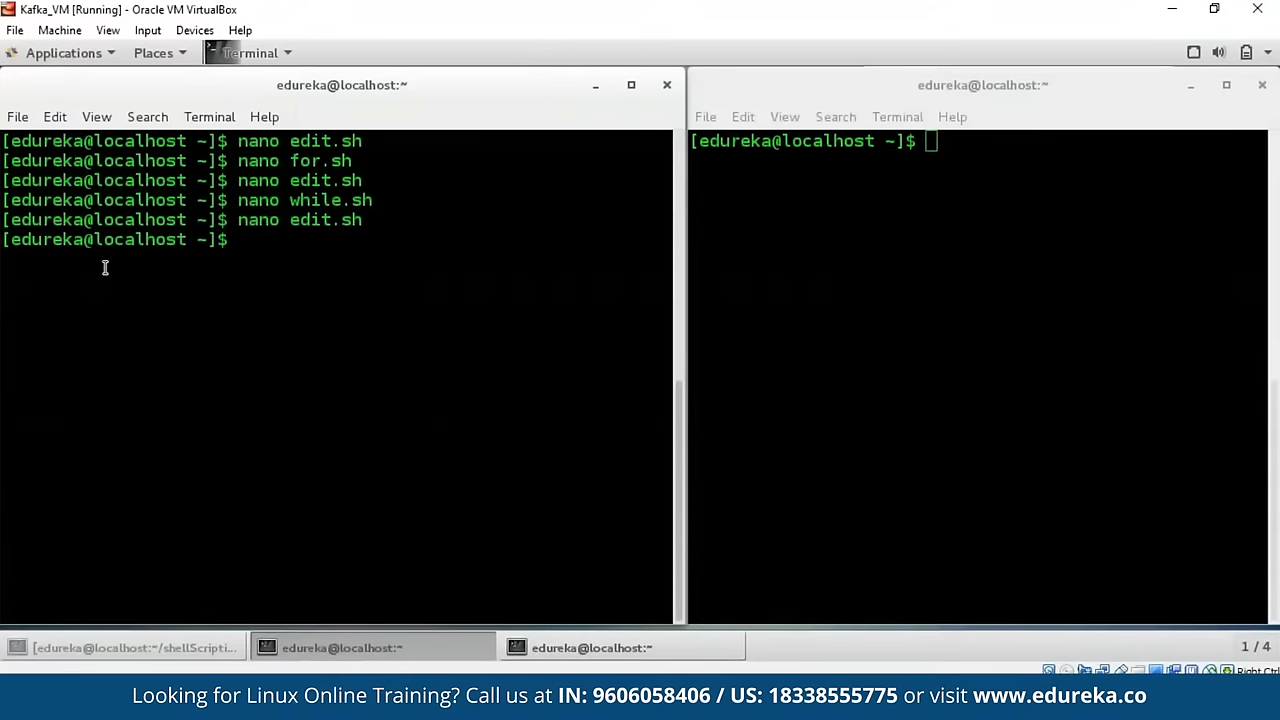 Kafka_VM [Running] - Oracle VM VirtualBox
File Machine View Input Devices Help
Applications Places Terminal
edureka@localhost:~
File Edit View Search Terminal Help
[edureka@localhost ~]$ nano edit.sh
[edureka@localhost ~]$ nano for.sh
[edureka@localhost ~]$ nano edit.sh
[edureka@localhost ~]$ nano while.sh
[edureka@localhost ~]$ nano edit.sh
[edureka@localhost ~]$
edureka@localhost:~
File Edit View Search Terminal Help
[edureka@localhost ~]$
[edureka@localhost:~/shellScripti... edureka@localhost:~ edureka@localhost:~ 1 / 4
Right Ctrl
Looking for Linux Online Training? Call us at IN: 9606058406 / US: 18338555775 or visit www.edureka.co